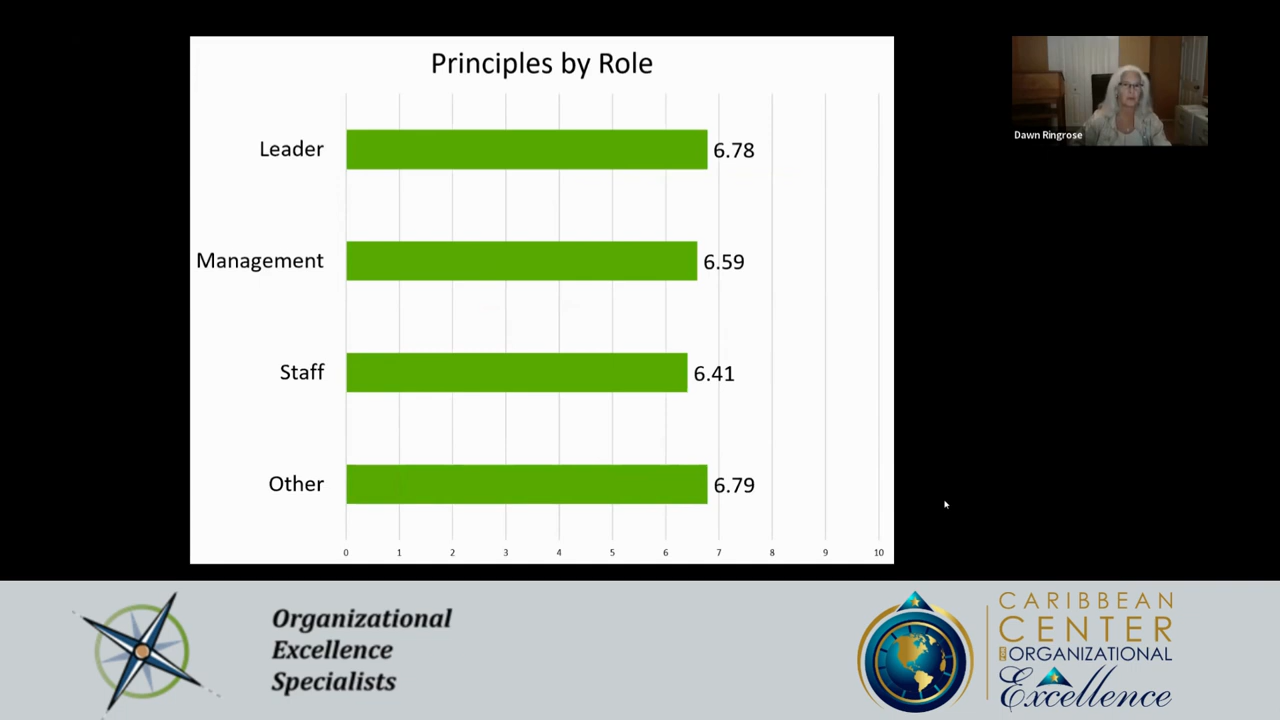 Principles by Role
Leader
6.78
Management
6.59
Staff
6.41
Other
6.79
0 1 2 3 4 5 6 7 8 9 10
Dawn Ringrose
Organizational
Excellence
Specialists
CARIBBEAN
CENTER
ORGANIZATIONAL
Excellence